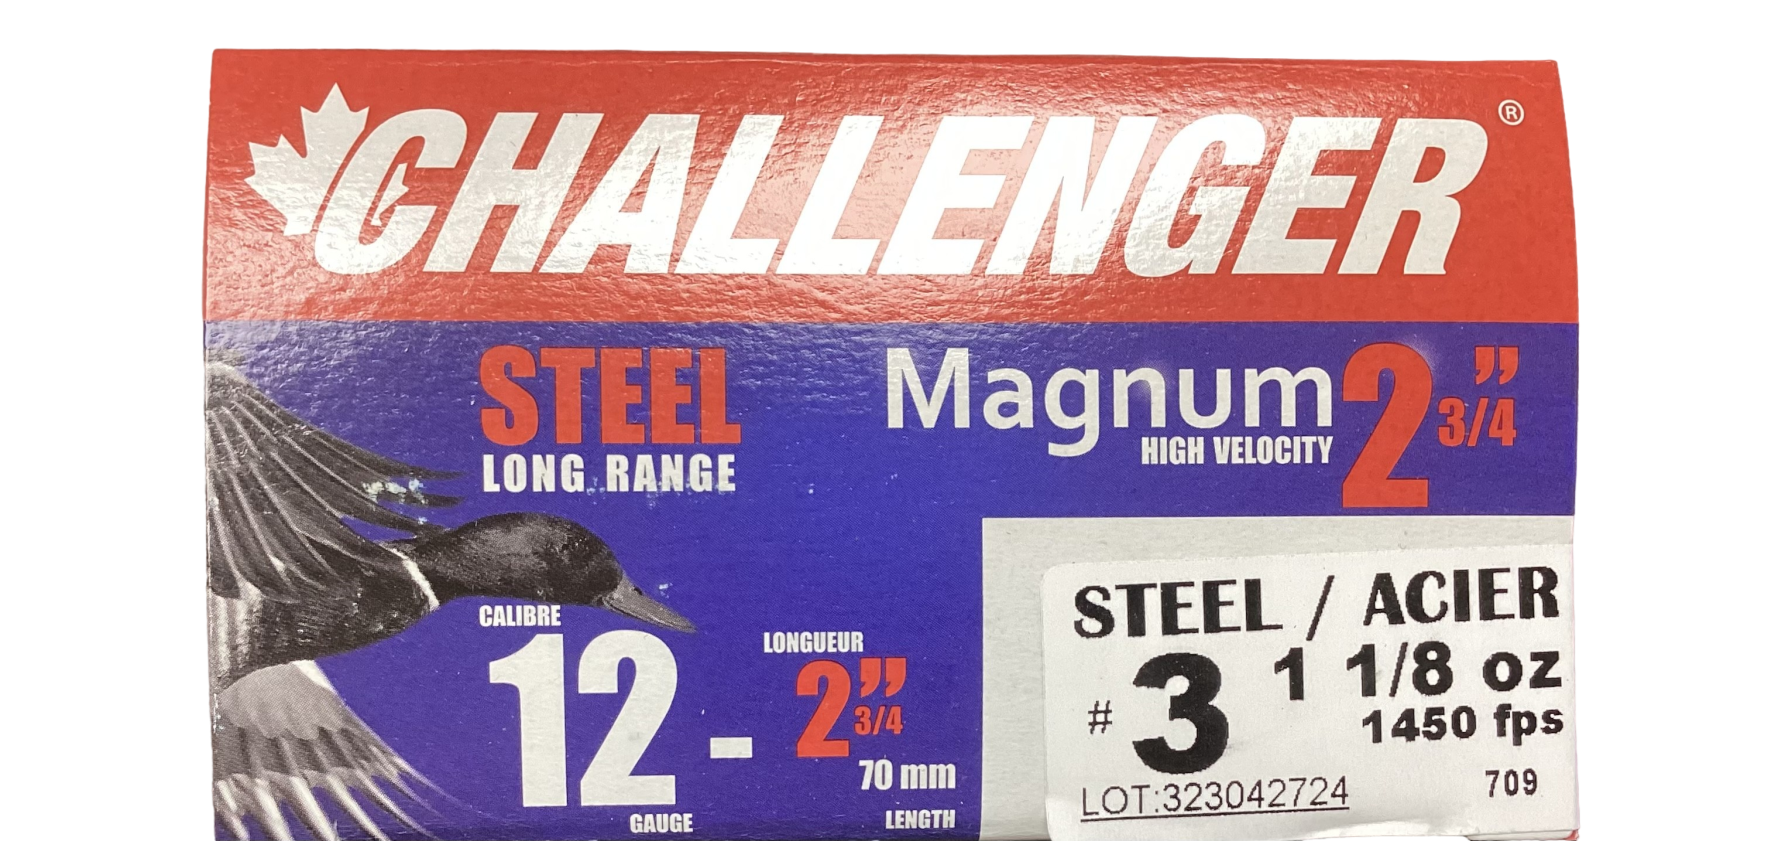 CHALLENGER®
STEEL
LONG RANGE
Magnum 2 3/4”
HIGH VELOCITY
CALIBRE
12 - 2 3/4”
GAUGE
LONGUEUR
70 mm
LENGTH
STEEL / ACIER
# 3 1 1/8 oz
1450 fps
LOT:323042724 709